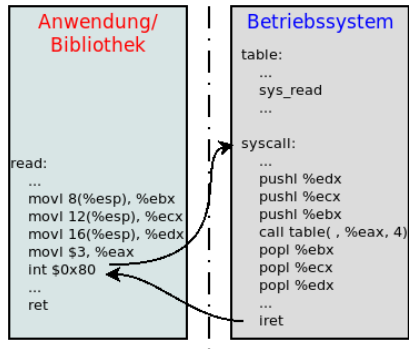 Anwendung/
Bibliothek
read:
...
movl 8(%esp), %ebx
movl 12(%esp), %ecx
movl 16(%esp), %edx
movl $3, %eax
int $0x80
...
ret
Betriebssystem
table:
...
sys_read
...
syscall:
...
pushl %edx
pushl %ecx
pushl %ebx
call table( , %eax, 4)
popl %ebx
popl %ecx
popl %edx
...
iret